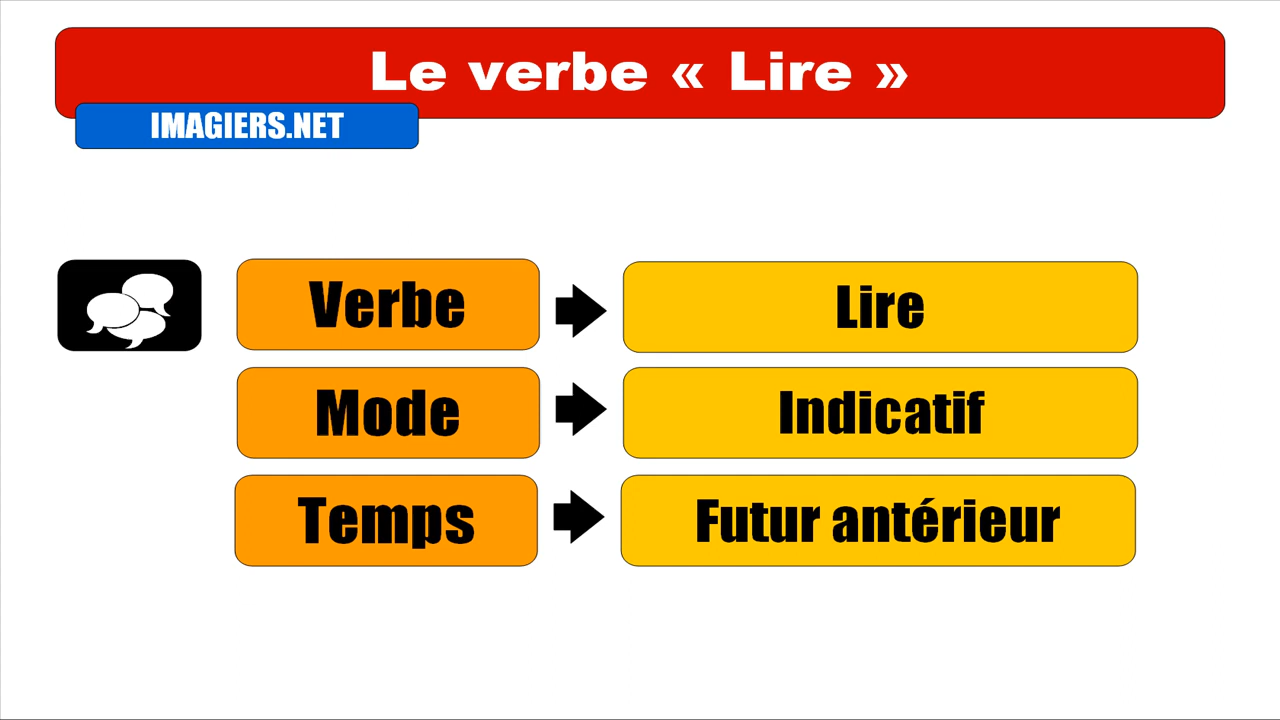 Le verbe « Lire »
IMAGIERS.NET
Verbe
Lire
Mode
Indicatif
Temps
Futur antérieur